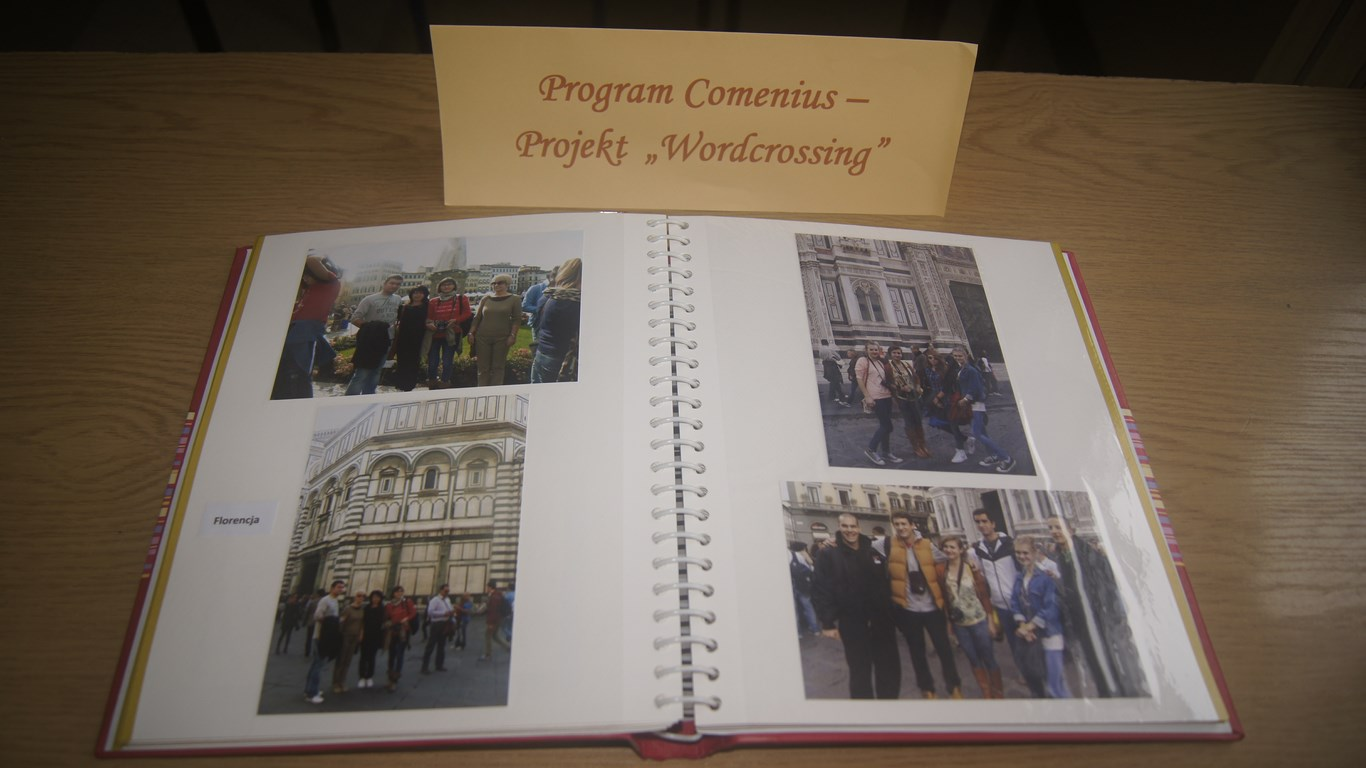 Program Comenius –
Projekt „Wordcrossing”
Florencja